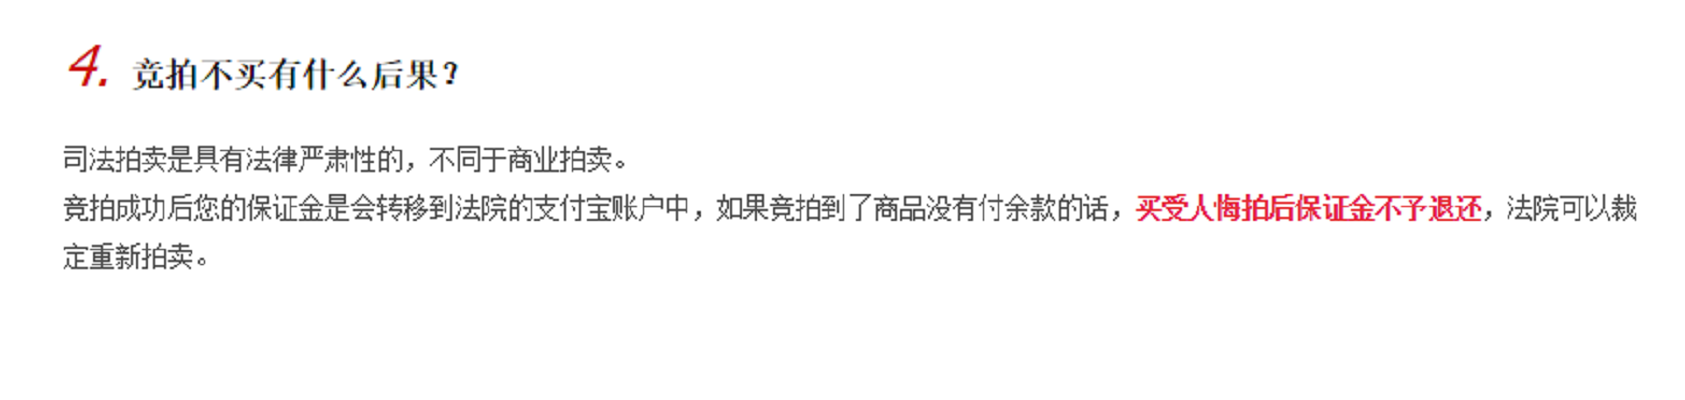 4. 竞拍不买有什么后果？
司法拍卖是具有法律严肃性的，不同于商业拍卖。
竞拍成功后您的保证金是会转移到法院的支付宝账户中，如果竞拍到了商品没有付余款的话，买受人悔拍后保证金不予退还，法院可以裁
定重新拍卖。